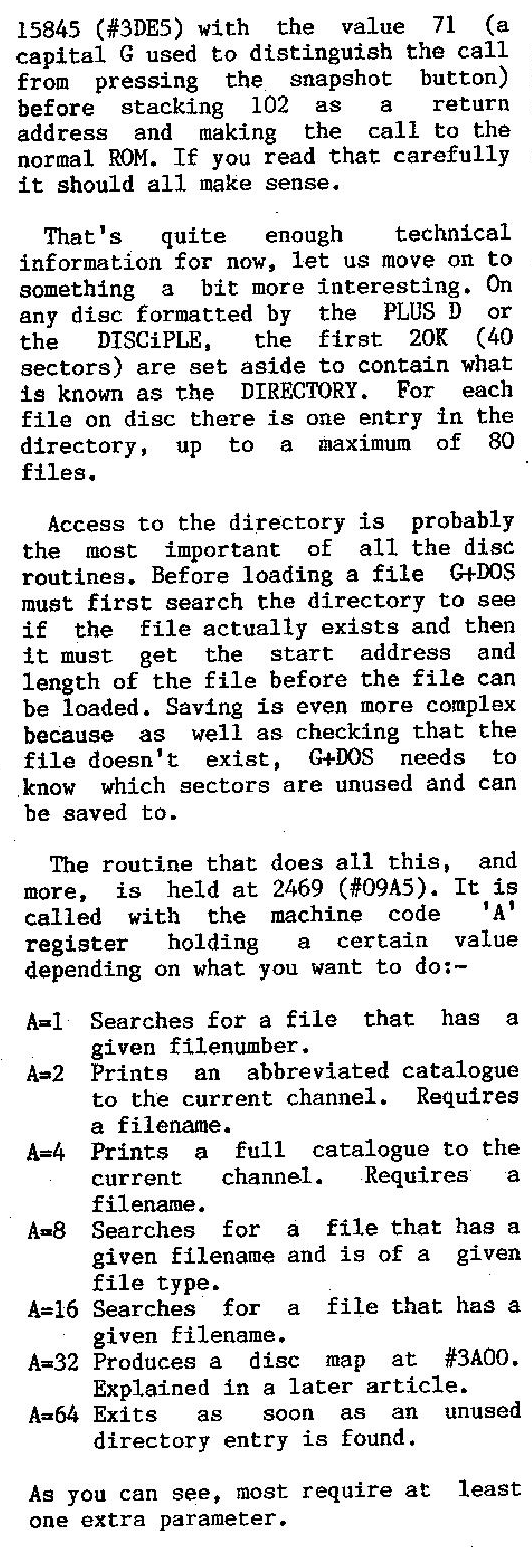 15845 (#3DE5) with the value 71 (a
capital G used to distinguish the call
from pressing the snapshot button)
before stacking 102 as a return
address and making the call to the
normal ROM. If you read that carefully
it should all make sense.
That's quite enough technical
information for now, let us move on to
something a bit more interesting. On
any disc formatted by the PLUS D or
the DISCiPLE, the first 20K (40
sectors) are set aside to contain what
is known as the DIRECTORY. For each
file on disc there is one entry in the
directory, up to a maximum of 80
files.
Access to the directory is probably
the most important of all the disc
routines. Before loading a file G+DOS
must first search the directory to see
if the file actually exists and then
it must get the start address and
length of the file before the file can
be loaded. Saving is even more complex
because as well as checking that the
file doesn't exist, G+DOS needs to
know which sectors are unused and can
be saved to.
The routine that does all this, and
more, is held at 2469 (#09A5). It is
called with the machine code 'A'
register holding a certain value
depending on what you want to do:-
A=1 Searches for a file that has a
given filenumber.
A=2 Prints an abbreviated catalogue
to the current channel. Requires
a filename.
A=4 Prints a full catalogue to the
current channel. Requires a
filename.
A=8 Searches for a file that has a
given filename and is of a given
file type.
A=16 Searches for a file that has a
given filename.
A=32 Produces a disc map at #3A00.
Explained in a later article.
A=64 Exits as soon as an unused
directory entry is found.
As you can see, most require at least
one extra parameter.